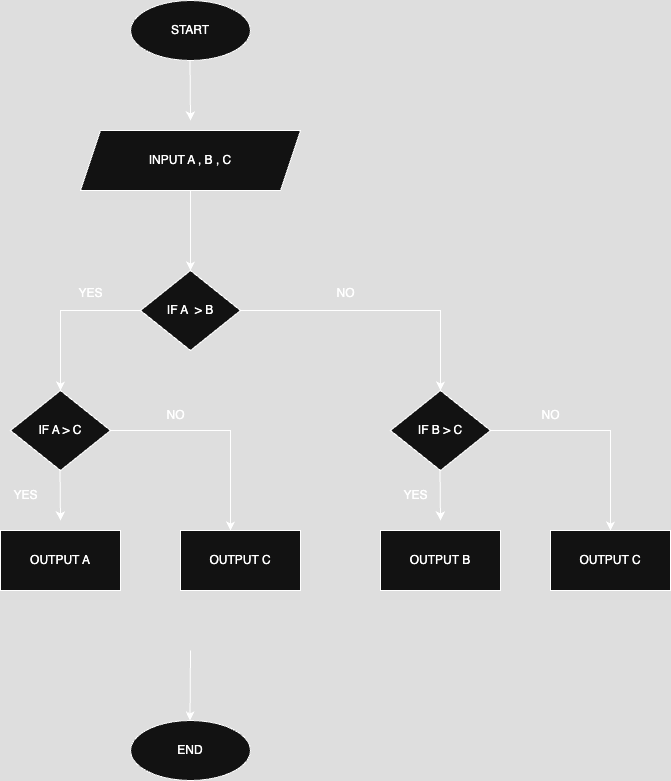 START
INPUT A , B , C
YES
NO
IF A > B
NO
NO
IF A > C
IF B > C
YES
YES
OUTPUT A
OUTPUT C
OUTPUT B
OUTPUT C
END